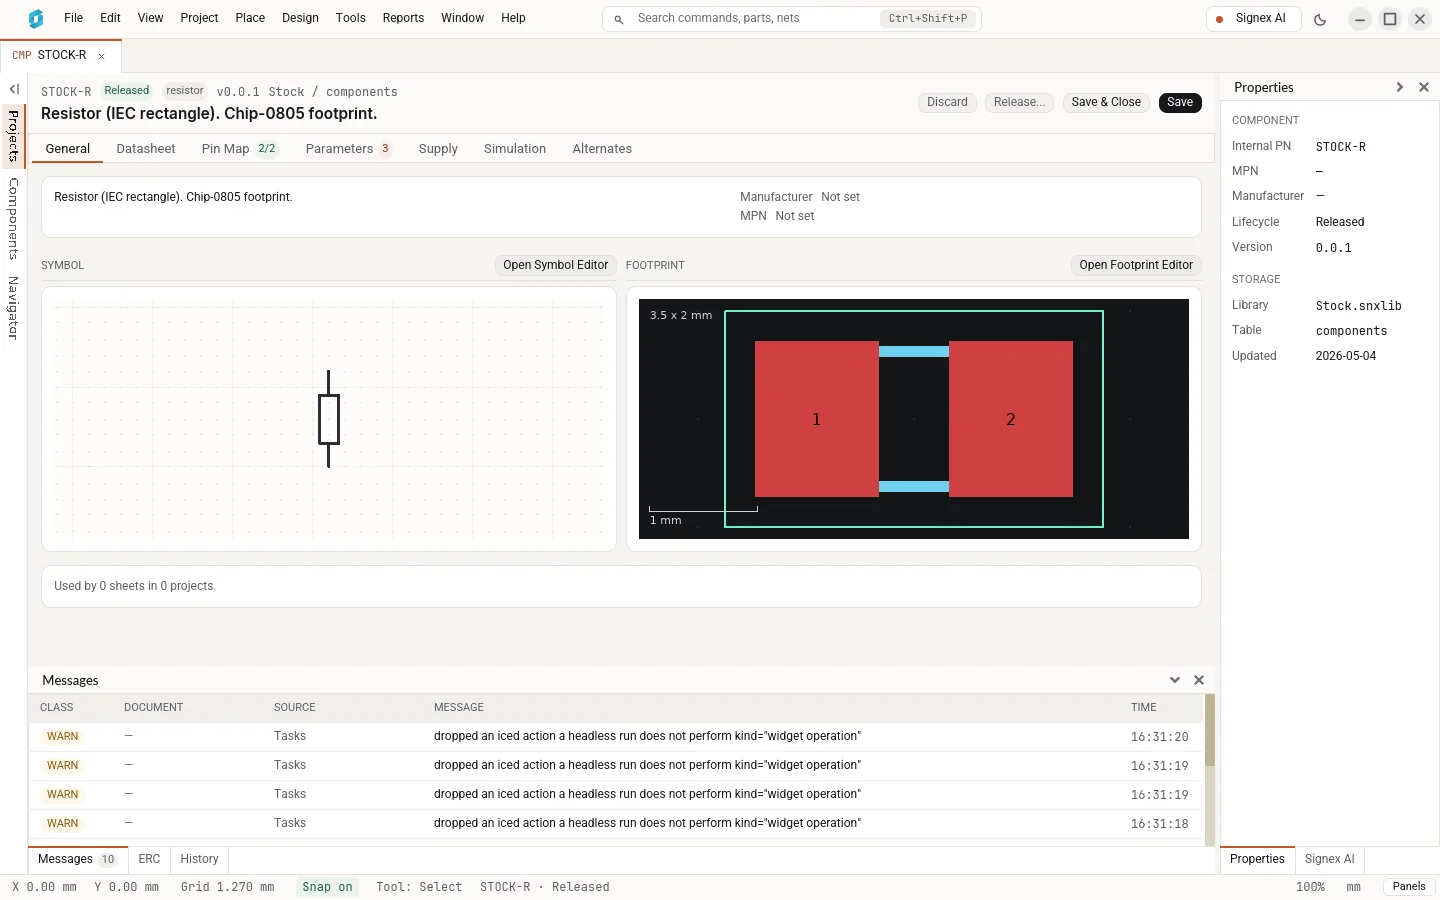 File Edit View Project Place Design Tools Reports Window Help
Search commands, parts, nets Ctrl+Shift+P
Signex AI
CMP STOCK-R
STOCK-R Released resistor v0.0.1 Stock / components
Resistor (IEC rectangle). Chip-0805 footprint.
Discard Release... Save & Close Save
General Datasheet Pin Map 2/2 Parameters 3 Supply Simulation Alternates
Projects
Components
Navigator
Resistor (IEC rectangle). Chip-0805 footprint.
Manufacturer Not set
MPN Not set
SYMBOL Open Symbol Editor
FOOTPRINT Open Footprint Editor
3.5 x 2 mm
1 2
1 mm
Used by 0 sheets in 0 projects.
Messages
CLASS DOCUMENT SOURCE MESSAGE TIME
WARN — Tasks dropped an iced action a headless run does not perform kind="widget operation" 16:31:20
WARN — Tasks dropped an iced action a headless run does not perform kind="widget operation" 16:31:19
WARN — Tasks dropped an iced action a headless run does not perform kind="widget operation" 16:31:19
WARN — Tasks dropped an iced action a headless run does not perform kind="widget operation" 16:31:18
Messages 10 ERC History
Properties
COMPONENT
Internal PN STOCK-R
MPN —
Manufacturer —
Lifecycle Released
Version 0.0.1
STORAGE
Library Stock.snxlib
Table components
Updated 2026-05-04
Properties Signex AI
X 0.00 mm Y 0.00 mm Grid 1.270 mm Snap on Tool: Select STOCK-R · Released 100% mm Panels